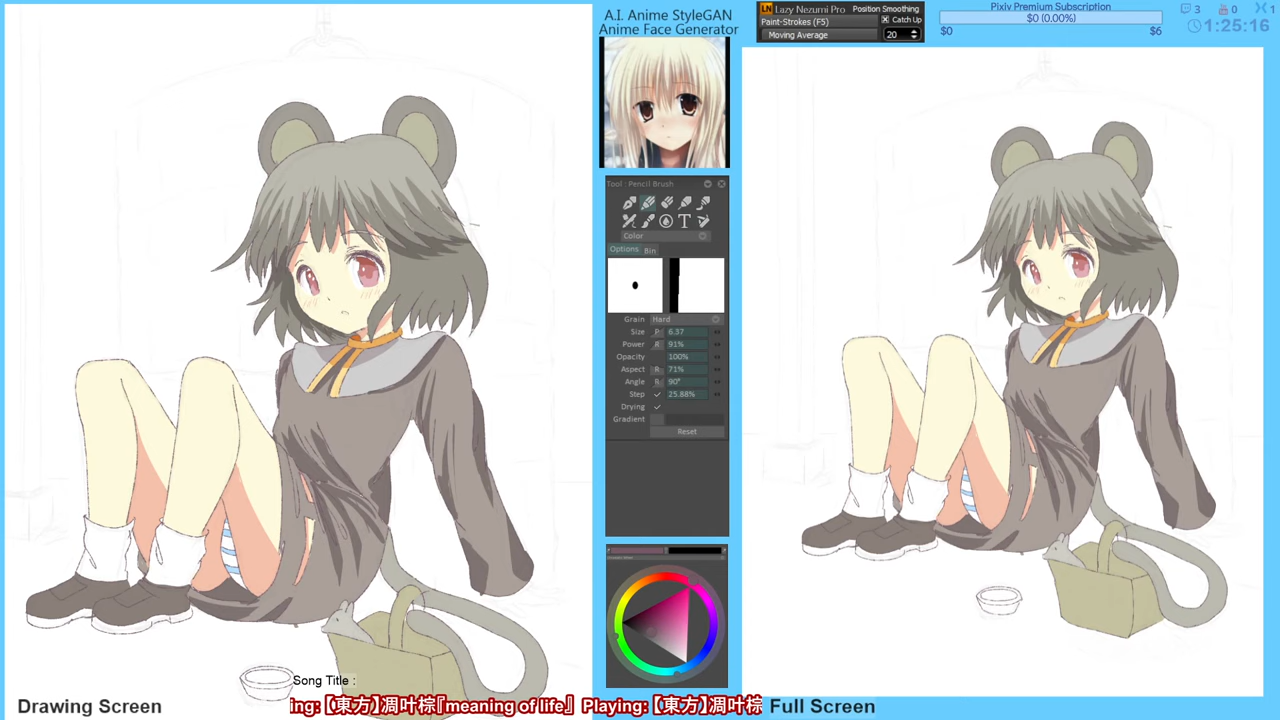 A.I. Anime StyleGAN
Anime Face Generator
LN Lazy Nezumi Pro
Position Smoothing
Paint-Strokes (F5)
Catch Up
Moving Average
20
Pixiv Premium Subscription
$0 (0.00%)
$0
$6
3
0
1
1:25:16
Tool : Pencil Brush
Color
Options
Bin
Grain Hard
Size P 6.37
Power R 91%
Opacity 100%
Aspect R 71%
Angle R 90°
Step 25.88%
Drying
Gradient
Reset
Song Title :
ing: 【東方】凋叶棕『meaning of life』 Playing: 【東方】凋叶棕
Drawing Screen
Full Screen